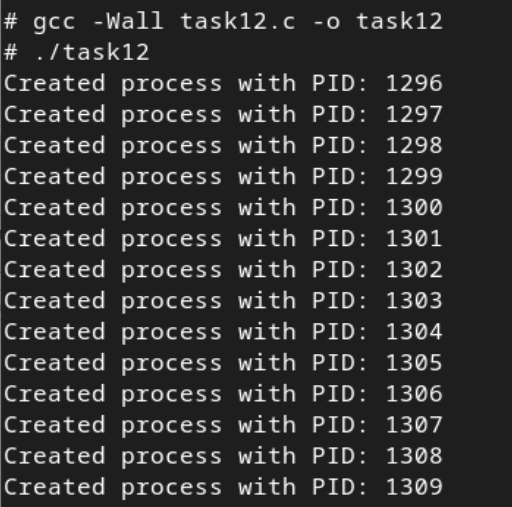 # gcc -Wall task12.c -o task12
# ./task12
Created process with PID: 1296
Created process with PID: 1297
Created process with PID: 1298
Created process with PID: 1299
Created process with PID: 1300
Created process with PID: 1301
Created process with PID: 1302
Created process with PID: 1303
Created process with PID: 1304
Created process with PID: 1305
Created process with PID: 1306
Created process with PID: 1307
Created process with PID: 1308
Created process with PID: 1309